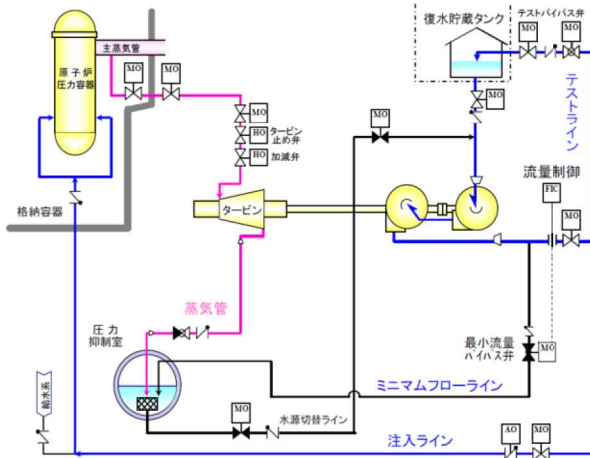 テストバイパス弁
MO
MO
復水貯蔵タンク
主蒸気管
原子炉
圧力容器
MO
MO
MO
テストライン
MO
HO
タービン
止め弁
MO
HO
加減弁
流量制御
FIC
タービン
MO
格納容器
蒸気管
圧力
抑制室
最小流量
バイパス弁
MO
ミニマムフローライン
給水系
MO
水源切替ライン
注入ライン
AO
MO